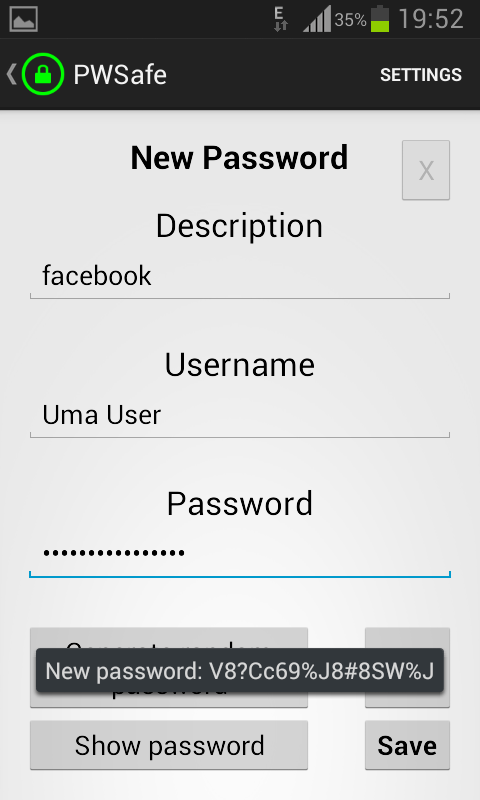 E 35% 19:52
PWSafe SETTINGS
New Password X
Description
facebook
Username
Uma User
Password
••••••••••••••••
New password: V8?Cc69%J8#8SW%J
password
Show password Save